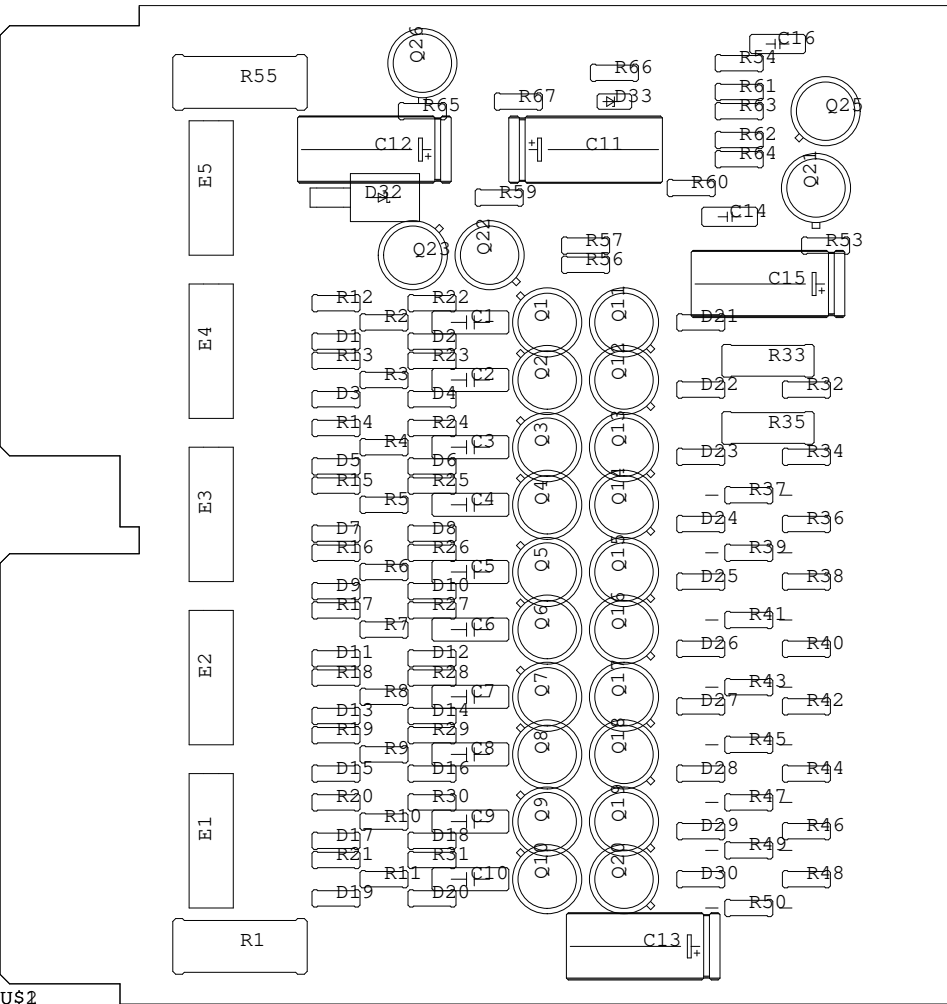 Q26 C16
R54
R55 R66
R61
R65 R67 D33 R63 Q25
R62
C12 C11
R64
E5 D32 R59 R60 Q21
C14
Q23 Q22 R57 R53
R56
C15
R12 R22 Q1 Q11
R2 C1 D21
E4 D1 D2
R13 R23 Q2 Q12 R33
R3 C2
D3 D4 D22 R32
R14 R24 Q3 Q13 R35
R4 C3
D5 D6 D23 R34
R15 R25 Q4 Q14 R37
E3 R5 C4
D7 D8 D24 R36
R16 R26 Q5 Q15 R39
R6 C5
D9 D10 D25 R38
R17 R27 Q6 Q16 R41
R7 C6
E2 D11 D12 D26 R40
R18 R28 Q7 Q17 R43
R8 C7
D13 D14 D27 R42
R19 R29 Q8 Q18 R45
R9 C8
D15 D16 D28 R44
R20 R30 Q9 Q19 R47
E1 R10 C9
D17 D18 D29 R46
R21 R31 Q10 Q20 R49
R11 C10 D30 R48
D19 D20
R50
R1 C13